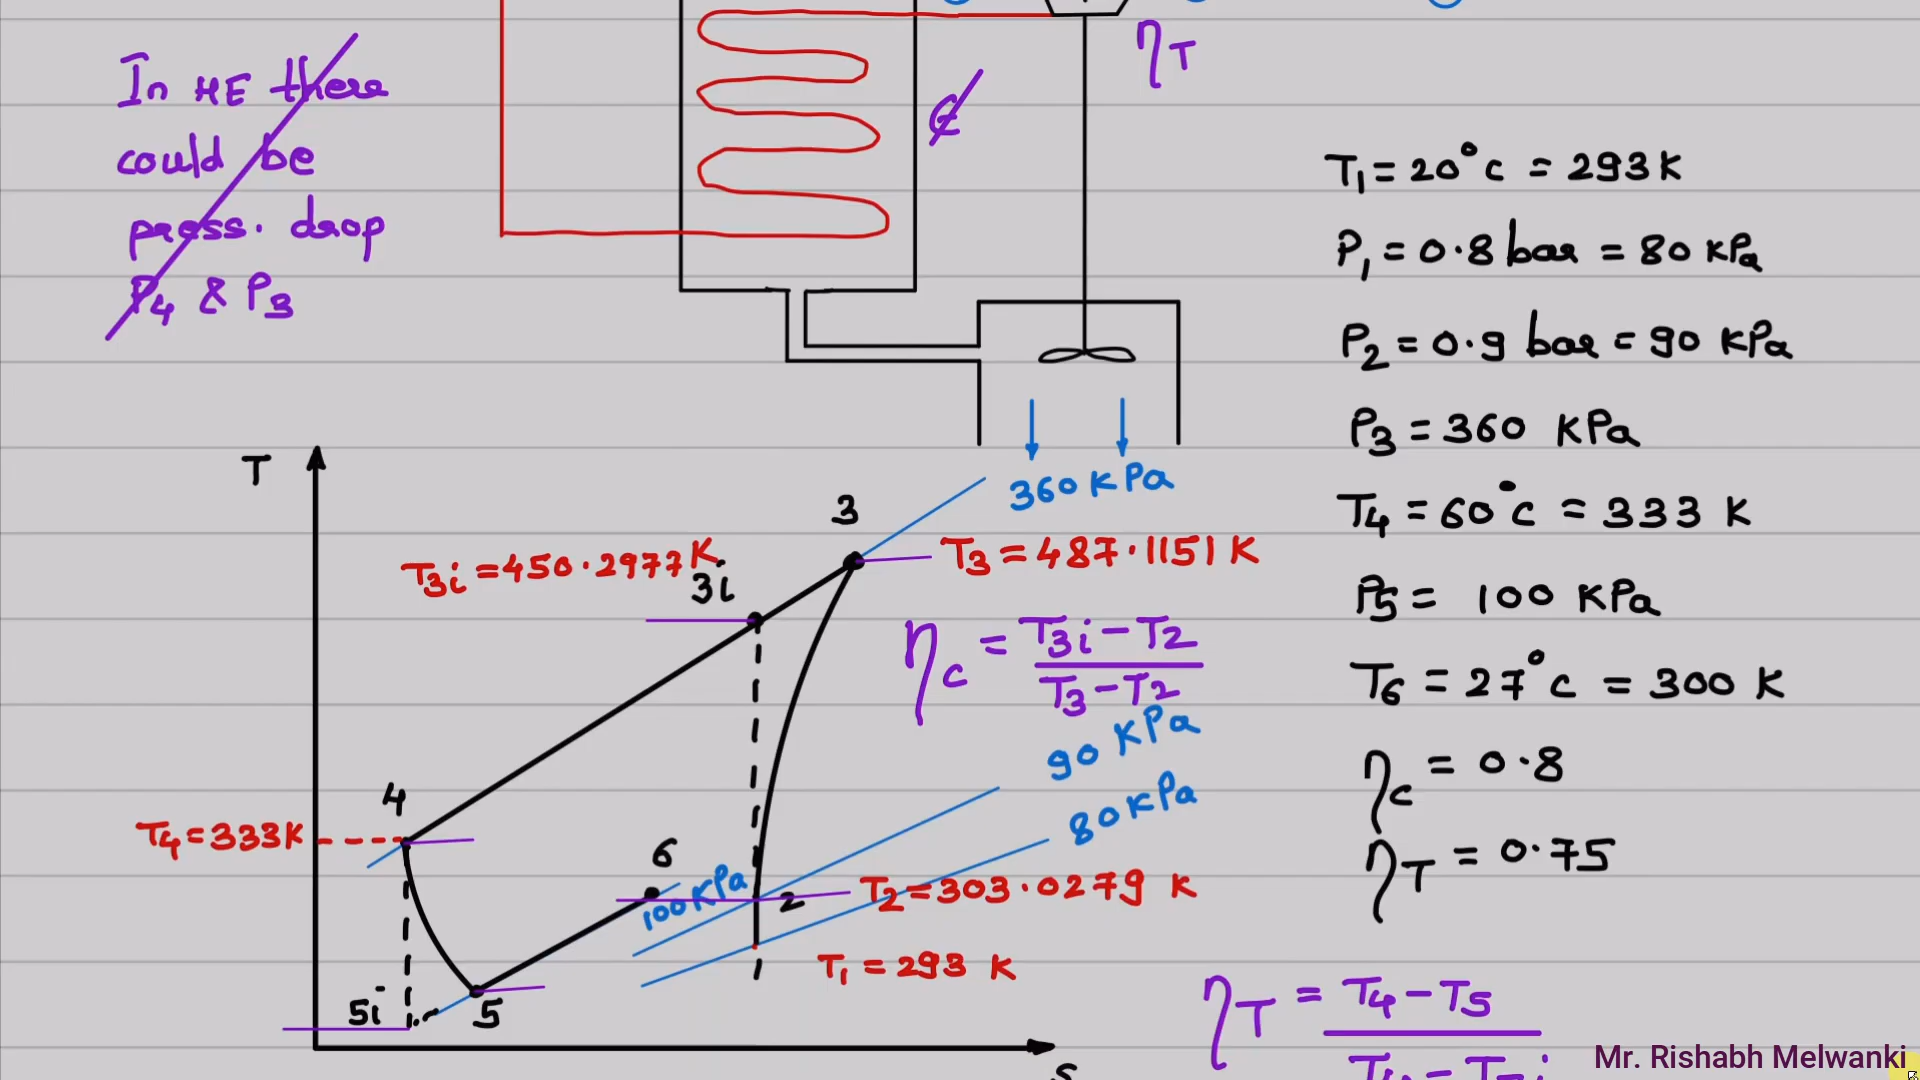 In HE there
could be
press. drop
P4 & P3
ηT
€
T1 = 20°c = 293 K
P1 = 0.8 bar = 80 KPa
P2 = 0.9 bar = 90 KPa
P3 = 360 KPa
T4 = 60°c = 333 K
P5 = 100 KPa
T6 = 27°c = 300 K
ηc = 0.8
ηT = 0.75
T
360 KPa
3
T3i = 450.2977 K
3i
T3 = 487.1151 K
ηc = T3i - T2
T3 - T2
90 KPa
80 KPa
4
T4 = 333K
6
100 KPa
2
T2 = 303.0279 K
T1 = 293 K
5i
5
ηT = T4 - T5
Mr. Rishabh Melwanki